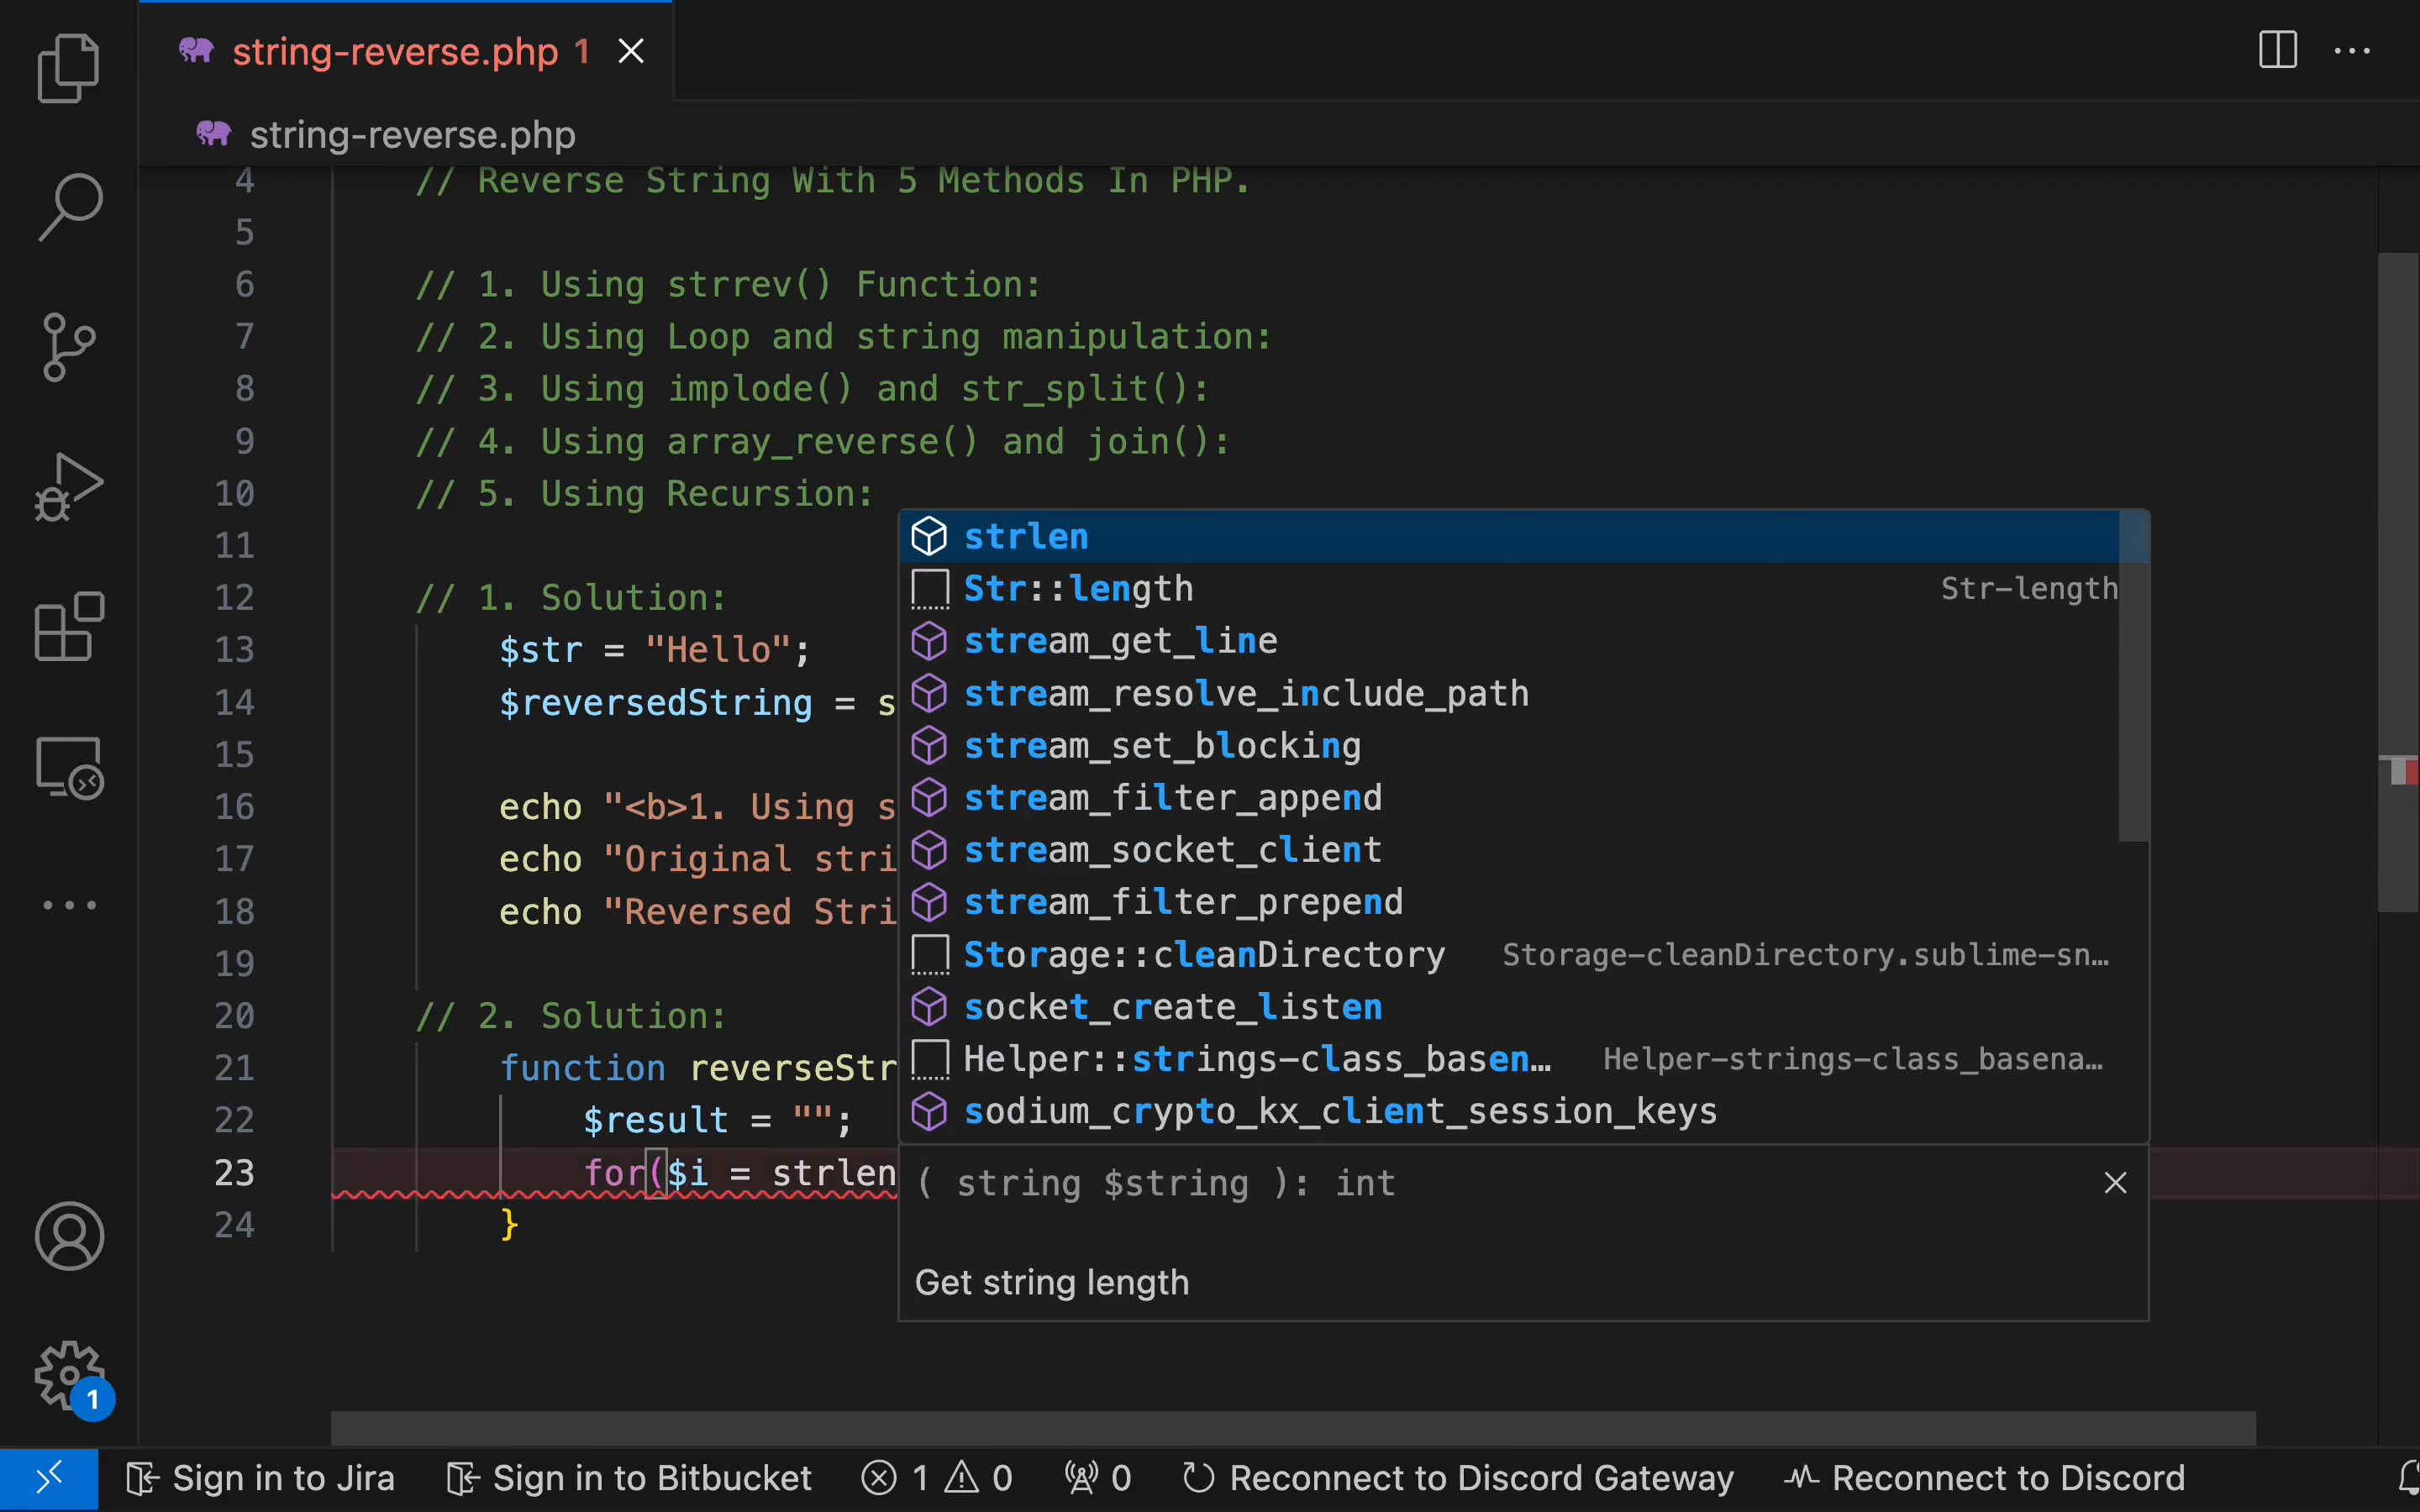 string-reverse.php 1
string-reverse.php
4 // Reverse String With 5 Methods In PHP.
5
6 // 1. Using strrev() Function:
7 // 2. Using Loop and string manipulation:
8 // 3. Using implode() and str_split():
9 // 4. Using array_reverse() and join():
10 // 5. Using Recursion:
11
12 // 1. Solution:
13 $str = "Hello";
14 $reversedString = s
15
16 echo "<b>1. Using s
17 echo "Original stri
18 echo "Reversed Stri
19
20 // 2. Solution:
21 function reverseStr
22 $result = "";
23 for($i = strlen
24 }
strlen
Str::length Str-length
stream_get_line
stream_resolve_include_path
stream_set_blocking
stream_filter_append
stream_socket_client
stream_filter_prepend
Storage::cleanDirectory Storage-cleanDirectory.sublime-sn…
socket_create_listen
Helper::strings-class_basen… Helper-strings-class_basena…
sodium_crypto_kx_client_session_keys
( string $string ): int
Get string length
1
Sign in to Jira Sign in to Bitbucket 1 0 0 Reconnect to Discord Gateway Reconnect to Discord